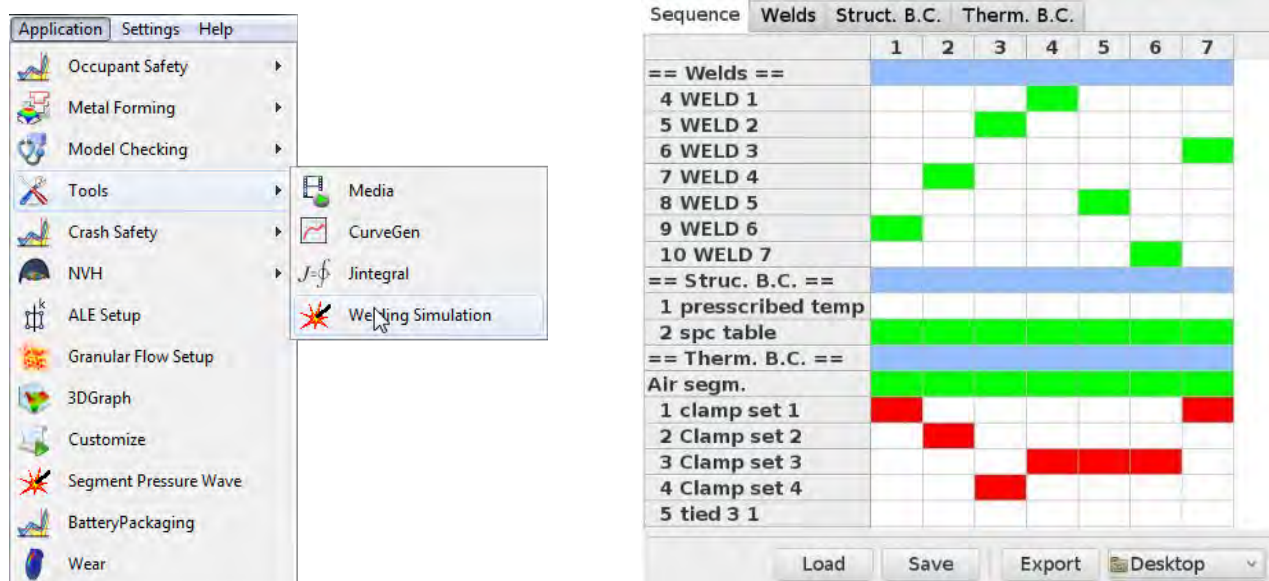 Application Settings Help
Occupant Safety
Metal Forming
Model Checking
Tools
Crash Safety
NVH
ALE Setup
Granular Flow Setup
3DGraph
Customize
Segment Pressure Wave
BatteryPackaging
Wear
Media
CurveGen
J=∮ Jintegral
Welding Simulation
Sequence Welds Struct. B.C. Therm. B.C.
1 2 3 4 5 6 7
== Welds ==
4 WELD 1
5 WELD 2
6 WELD 3
7 WELD 4
8 WELD 5
9 WELD 6
10 WELD 7
== Struc. B.C. ==
1 presscribed temp
2 spc table
== Therm. B.C. ==
Air segm.
1 clamp set 1
2 Clamp set 2
3 Clamp set 3
4 Clamp set 4
5 tied 3 1
Load Save Export Desktop